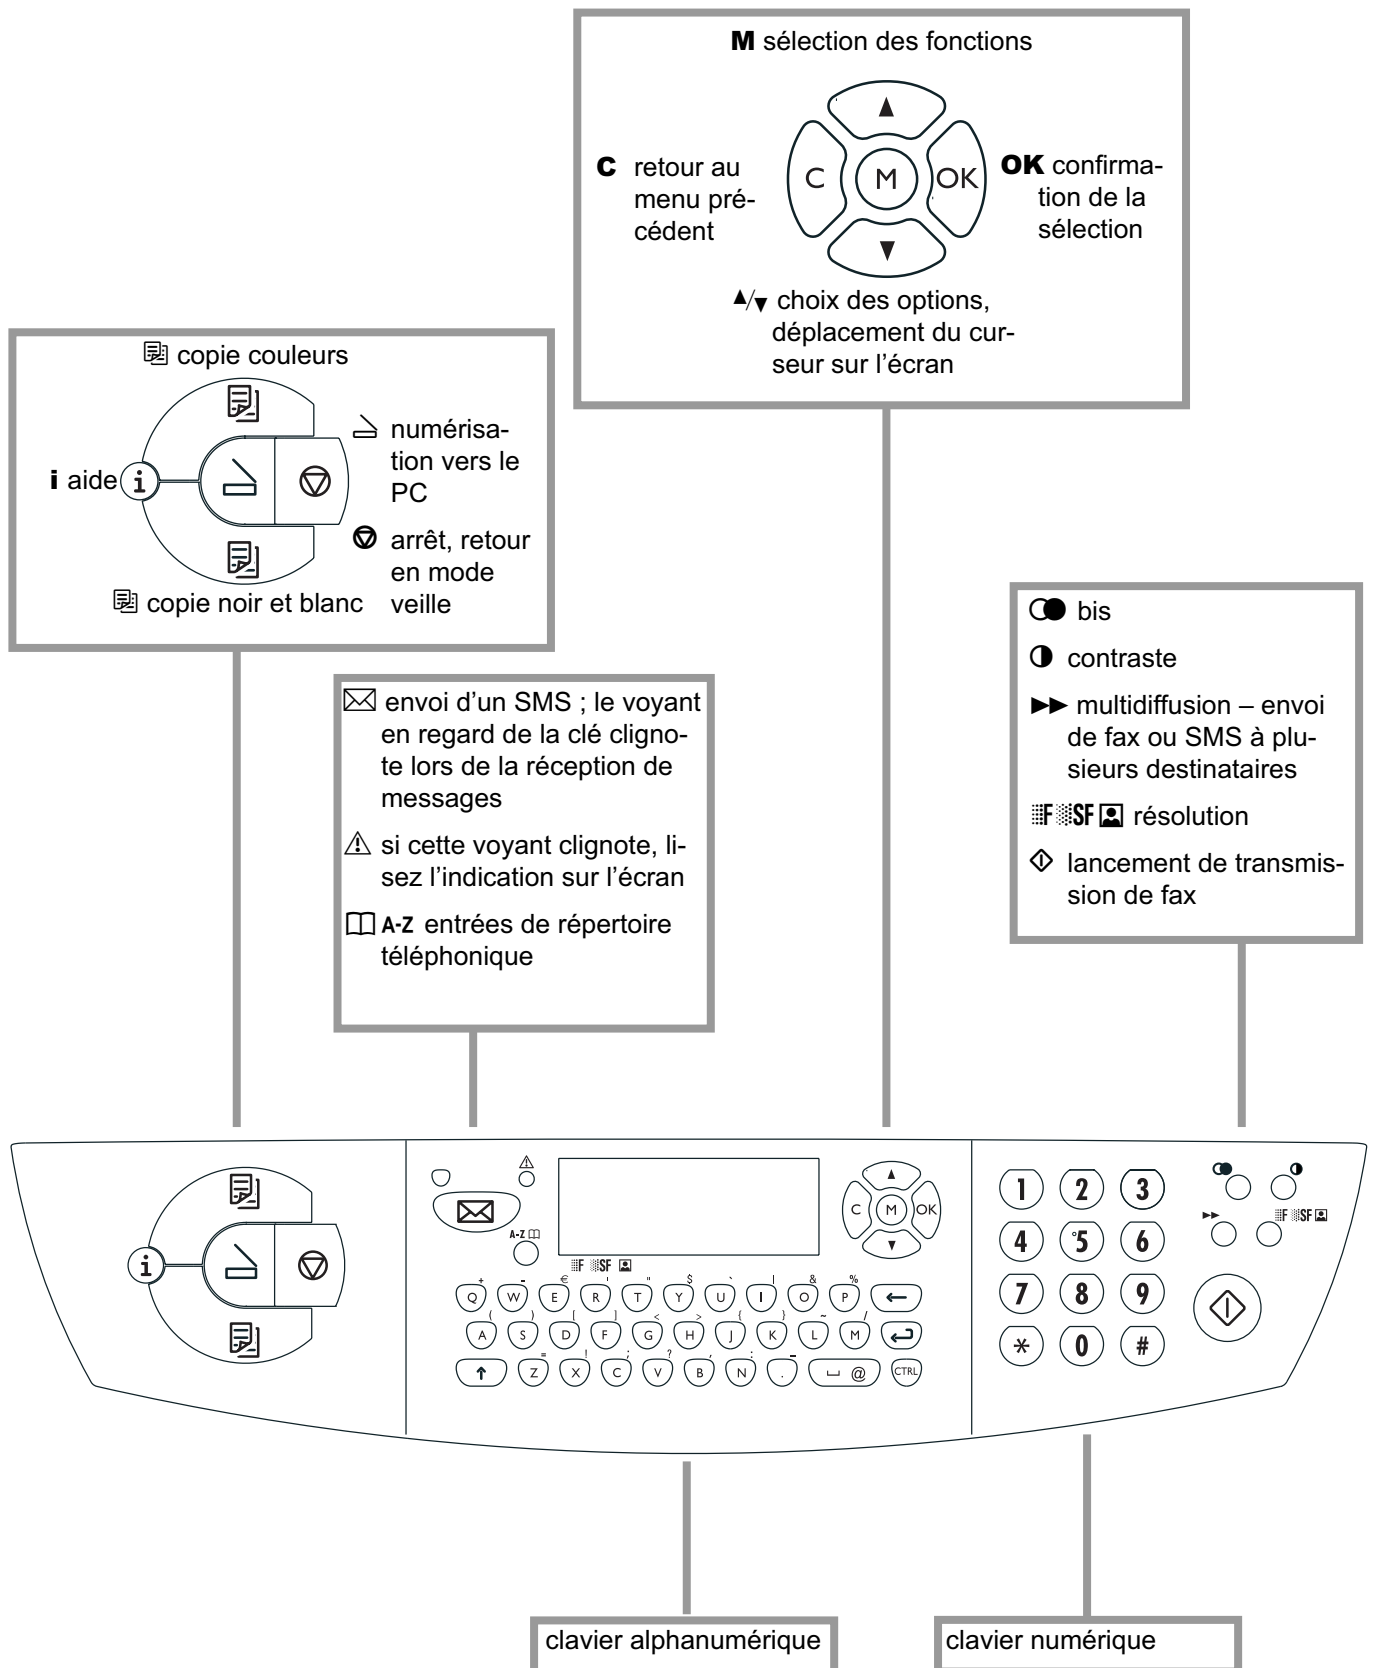 M sélection des fonctions
C retour au
menu pré-
cédent
C
M
OK
OK confirma-
tion de la
sélection
▲/▼ choix des options,
déplacement du cur-
seur sur l’écran
copie couleurs
i aide
i
numérisa-
tion vers le
PC
arrêt, retour
en mode
veille
copie noir et blanc
envoi d’un SMS ; le voyant
en regard de la clé cligno-
te lors de la réception de
messages
si cette voyant clignote, li-
sez l’indication sur l’écran
A-Z entrées de répertoire
téléphonique
bis
contraste
►► multidiffusion – envoi
de fax ou SMS à plu-
sieurs destinataires
F SF résolution
lancement de transmis-
sion de fax
i
A-Z
F SF
C M OK
+ - € ' " $ ` | & %
Q W E R T Y U I O P ←
( ) [ ] < > { } ~ /
A S D F G H J K L M ↵
= ! ; ? , : –
↑ Z X C V B N . ⎵ @ CTRL
1 2 3
4 5 6
7 8 9
* 0 #
►► F SF
clavier alphanumérique
clavier numérique